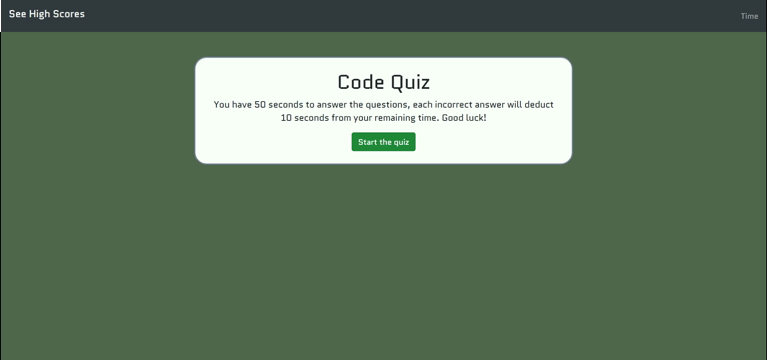 See High Scores
Time
Code Quiz
You have 50 seconds to answer the questions, each incorrect answer will deduct
10 seconds from your remaining time. Good luck!
Start the quiz